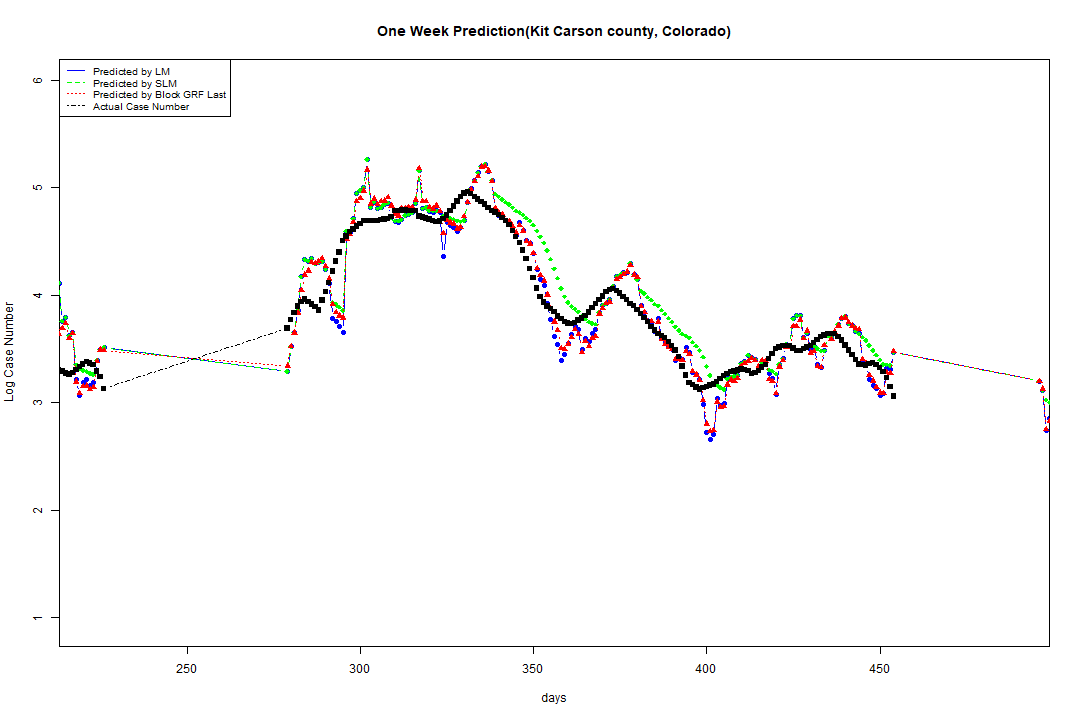 One Week Prediction(Kit Carson county, Colorado)
Predicted by LM
Predicted by SLM
Predicted by Block GRF Last
Actual Case Number
6
5
4
3
2
1
Log Case Number
250
300
350
400
450
days